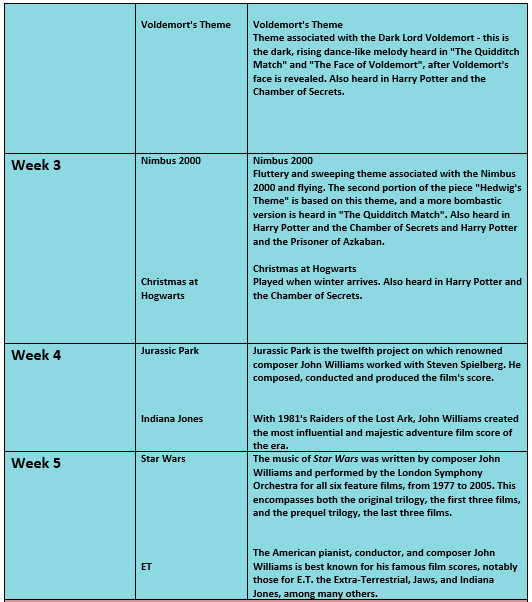 Voldemort's Theme
Voldemort's Theme
Theme associated with the Dark Lord Voldemort - this is
the dark, rising dance-like melody heard in "The Quidditch
Match" and "The Face of Voldemort", after Voldemort's
face is revealed. Also heard in Harry Potter and the
Chamber of Secrets.
Week 3
Nimbus 2000
Nimbus 2000
Fluttery and sweeping theme associated with the Nimbus
2000 and flying. The second portion of the piece "Hedwig's
Theme" is based on this theme, and a more bombastic
version is heard in "The Quidditch Match". Also heard in
Harry Potter and the Chamber of Secrets and Harry Potter
and the Prisoner of Azkaban.
Christmas at
Hogwarts
Christmas at Hogwarts
Played when winter arrives. Also heard in Harry Potter and
the Chamber of Secrets.
Week 4
Jurassic Park
Jurassic Park is the twelfth project on which renowned
composer John Williams worked with Steven Spielberg. He
composed, conducted and produced the film's score.
Indiana Jones
With 1981's Raiders of the Lost Ark, John Williams created
the most influential and majestic adventure film score of
the era.
Week 5
Star Wars
The music of Star Wars was written by composer John
Williams and performed by the London Symphony
Orchestra for all six feature films, from 1977 to 2005. This
encompasses both the original trilogy, the first three films,
and the prequel trilogy, the last three films.
ET
The American pianist, conductor, and composer John
Williams is best known for his famous film scores, notably
those for E.T. the Extra-Terrestrial, Jaws, and Indiana
Jones, among many others.